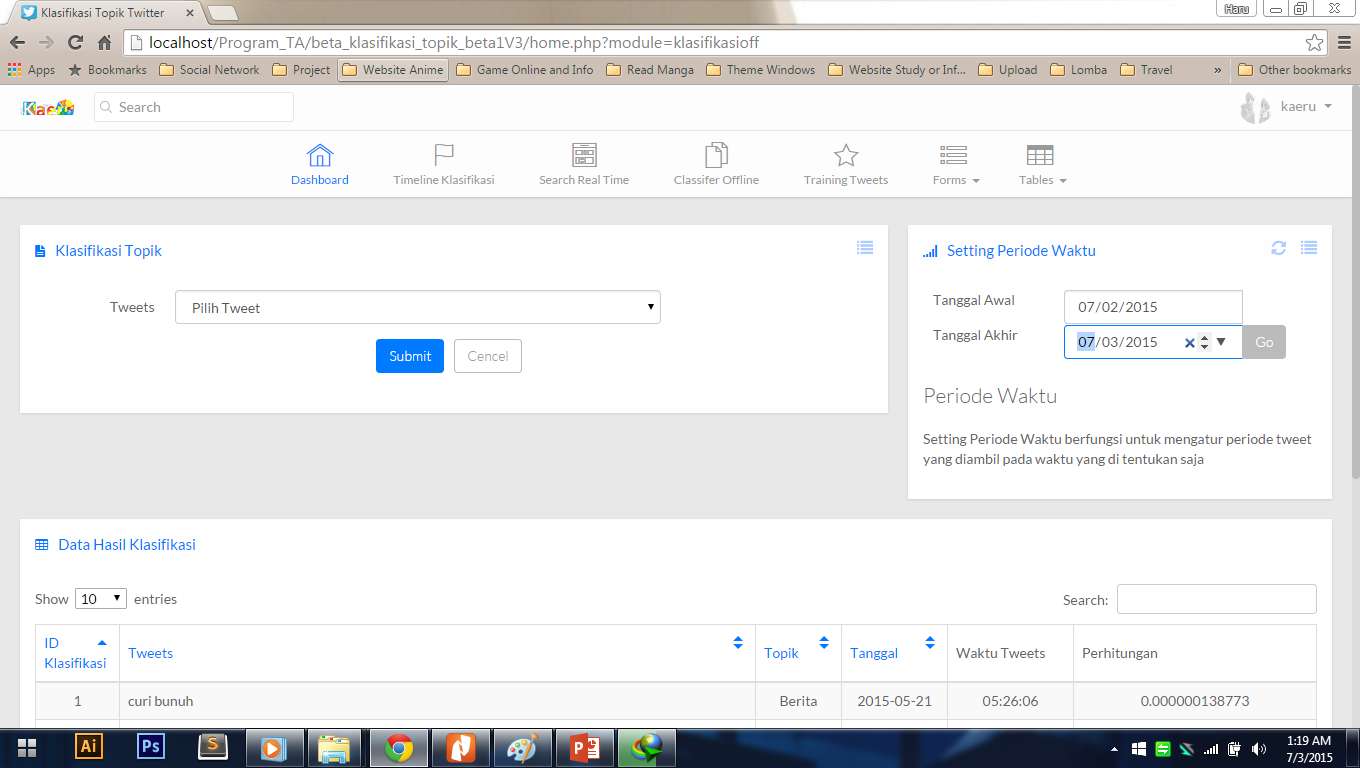 Klasifikasi Topik Twitter
Haru
localhost/Program_TA/beta_klasifikasi_topik_beta1V3/home.php?module=klasifikasioff
Apps Bookmarks Social Network Project Website Anime Game Online and Info Read Manga Theme Windows Website Study or Inf... Upload Lomba Travel » Other bookmarks
Search
kaeru
Dashboard Timeline Klasifikasi Search Real Time Classifer Offline Training Tweets Forms Tables
Klasifikasi Topik
Tweets Pilih Tweet
Submit Cencel
Setting Periode Waktu
Tanggal Awal 07/02/2015
Tanggal Akhir 07/03/2015 Go
Periode Waktu
Setting Periode Waktu berfungsi untuk mengatur periode tweet
yang diambil pada waktu yang di tentukan saja
Data Hasil Klasifikasi
Show 10 entries
Search:
ID
Klasifikasi Tweets Topik Tanggal Waktu Tweets Perhitungan
1 curi bunuh Berita 2015-05-21 05:26:06 0.000000138773
Ai Ps S
1:19 AM
7/3/2015